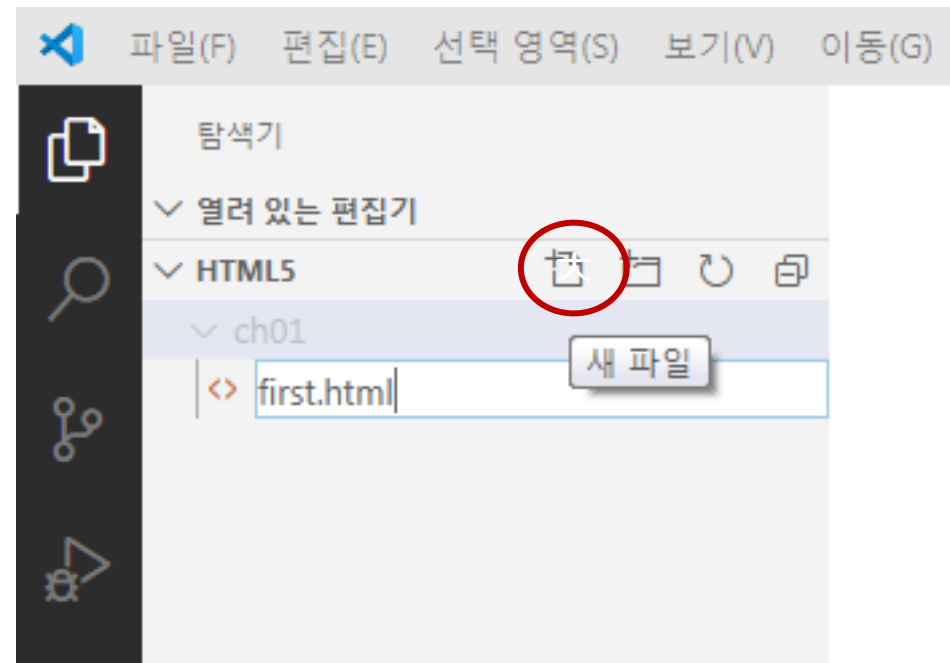 파일(F) 편집(E) 선택 영역(S) 보기(V) 이동(G)
탐색기
열려 있는 편집기
HTML5
ch01
새 파일
first.html